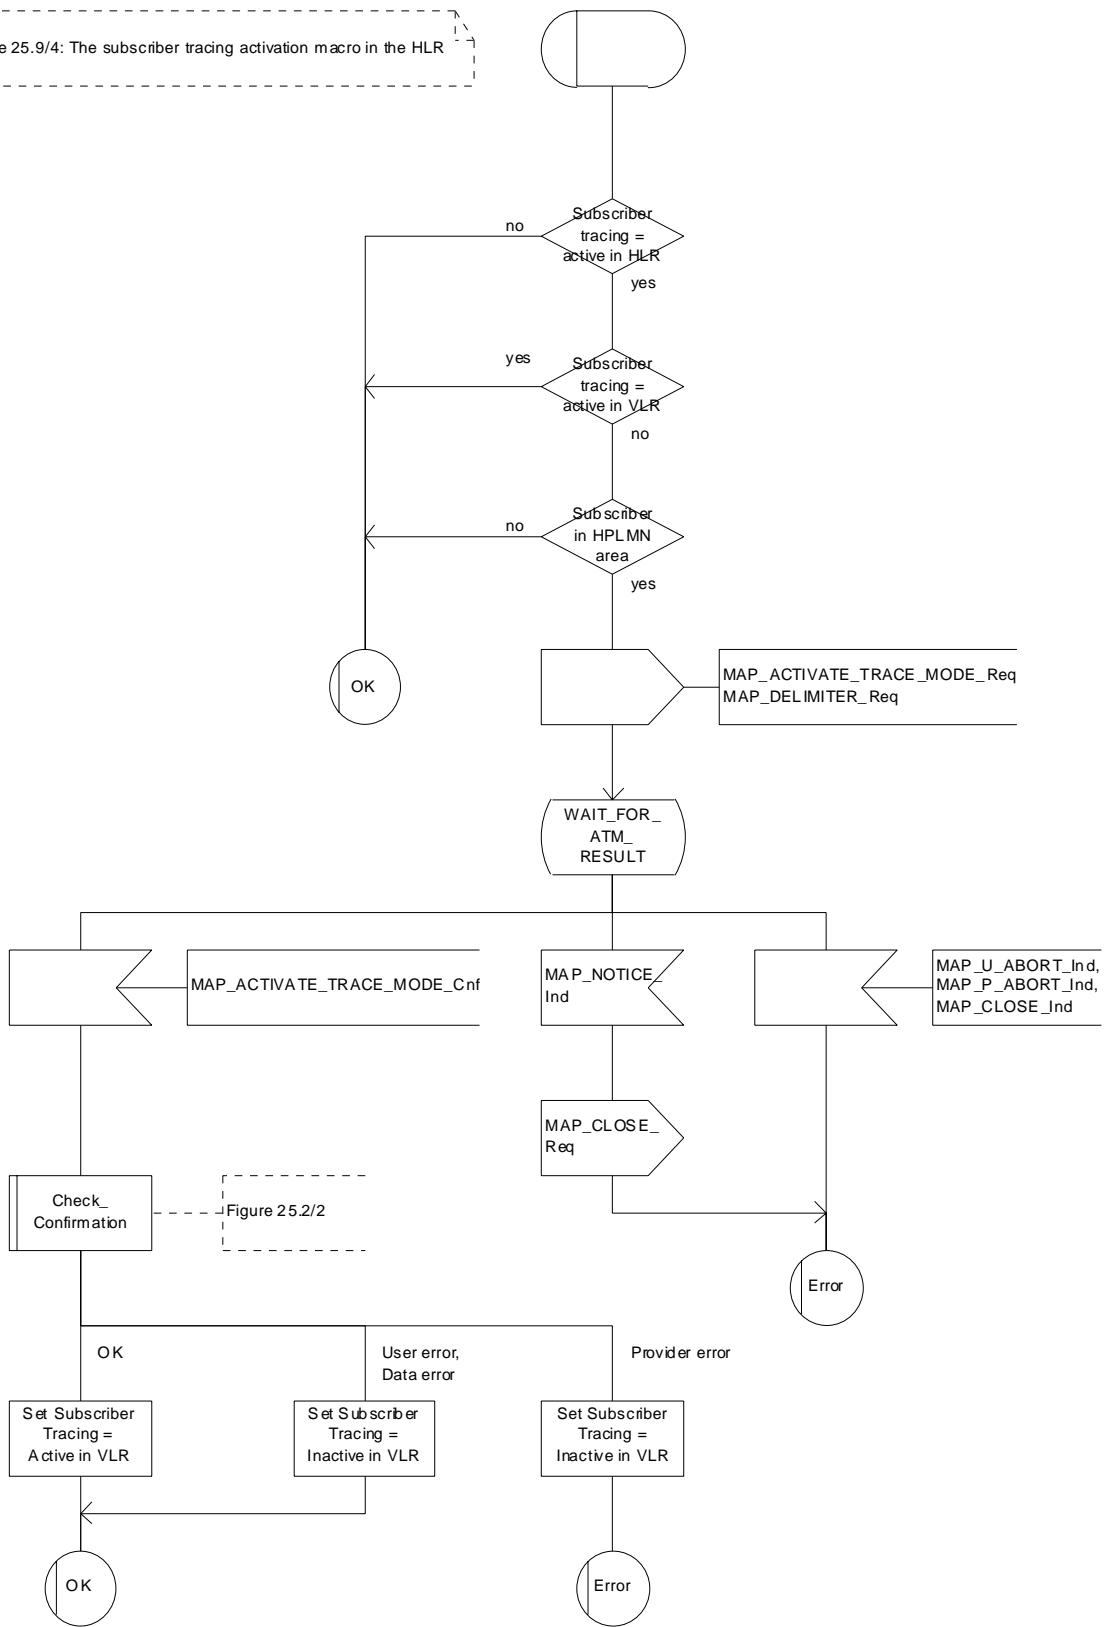 e 25.9/4: The subscriber tracing activation macro in the HLR
Subscriber
tracing =
active in HLR
no
yes
Subscriber
tracing =
active in VLR
yes
no
Subscriber
in HPLMN
area
no
yes
OK
MAP_ACTIVATE_TRACE_MODE_Req
MAP_DELIMITER_Req
WAIT_FOR_
ATM_
RESULT
MAP_ACTIVATE_TRACE_MODE_Cnf
MAP_NOTICE_
Ind
MAP_U_ABORT_Ind,
MAP_P_ABORT_Ind,
MAP_CLOSE_Ind
MAP_CLOSE_
Req
Check_
Confirmation
Figure 25.2/2
Error
OK
User error,
Data error
Provider error
Set Subscriber
Tracing =
Active in VLR
Set Subscriber
Tracing =
Inactive in VLR
Set Subscriber
Tracing =
Inactive in VLR
OK
Error